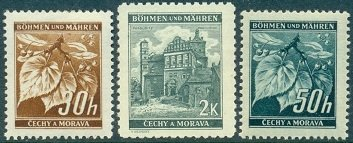 BÖHMEN UND MÄHREN
30h
ČECHY A MORAVA
BÖHMEN UND MÄHREN
2K
ČECHY A MORAVA
BÖHMEN UND MÄHREN
50h
ČECHY A MORAVA